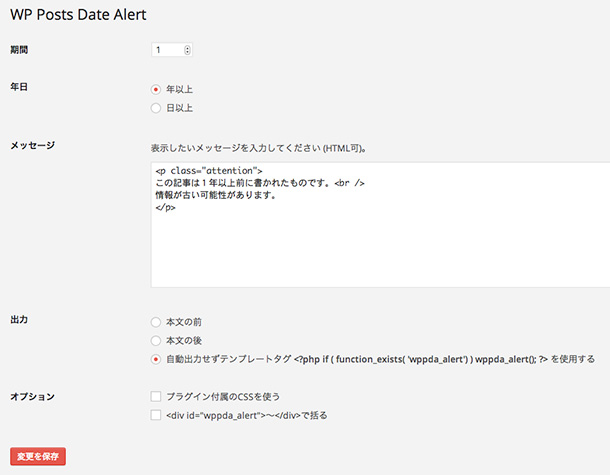 WP Posts Date Alert
期間
1
年日
年以上
日以上
メッセージ
表示したいメッセージを入力してください (HTML可)。
<p class="attention">
この記事は１年以上前に書かれたものです。<br />
情報が古い可能性があります。
</p>
出力
本文の前
本文の後
自動出力せずテンプレートタグ <?php if ( function_exists( 'wppda_alert') ) wppda_alert(); ?> を使用する
オプション
プラグイン付属のCSSを使う
<div id="wppda_alert">～</div>で括る
変更を保存